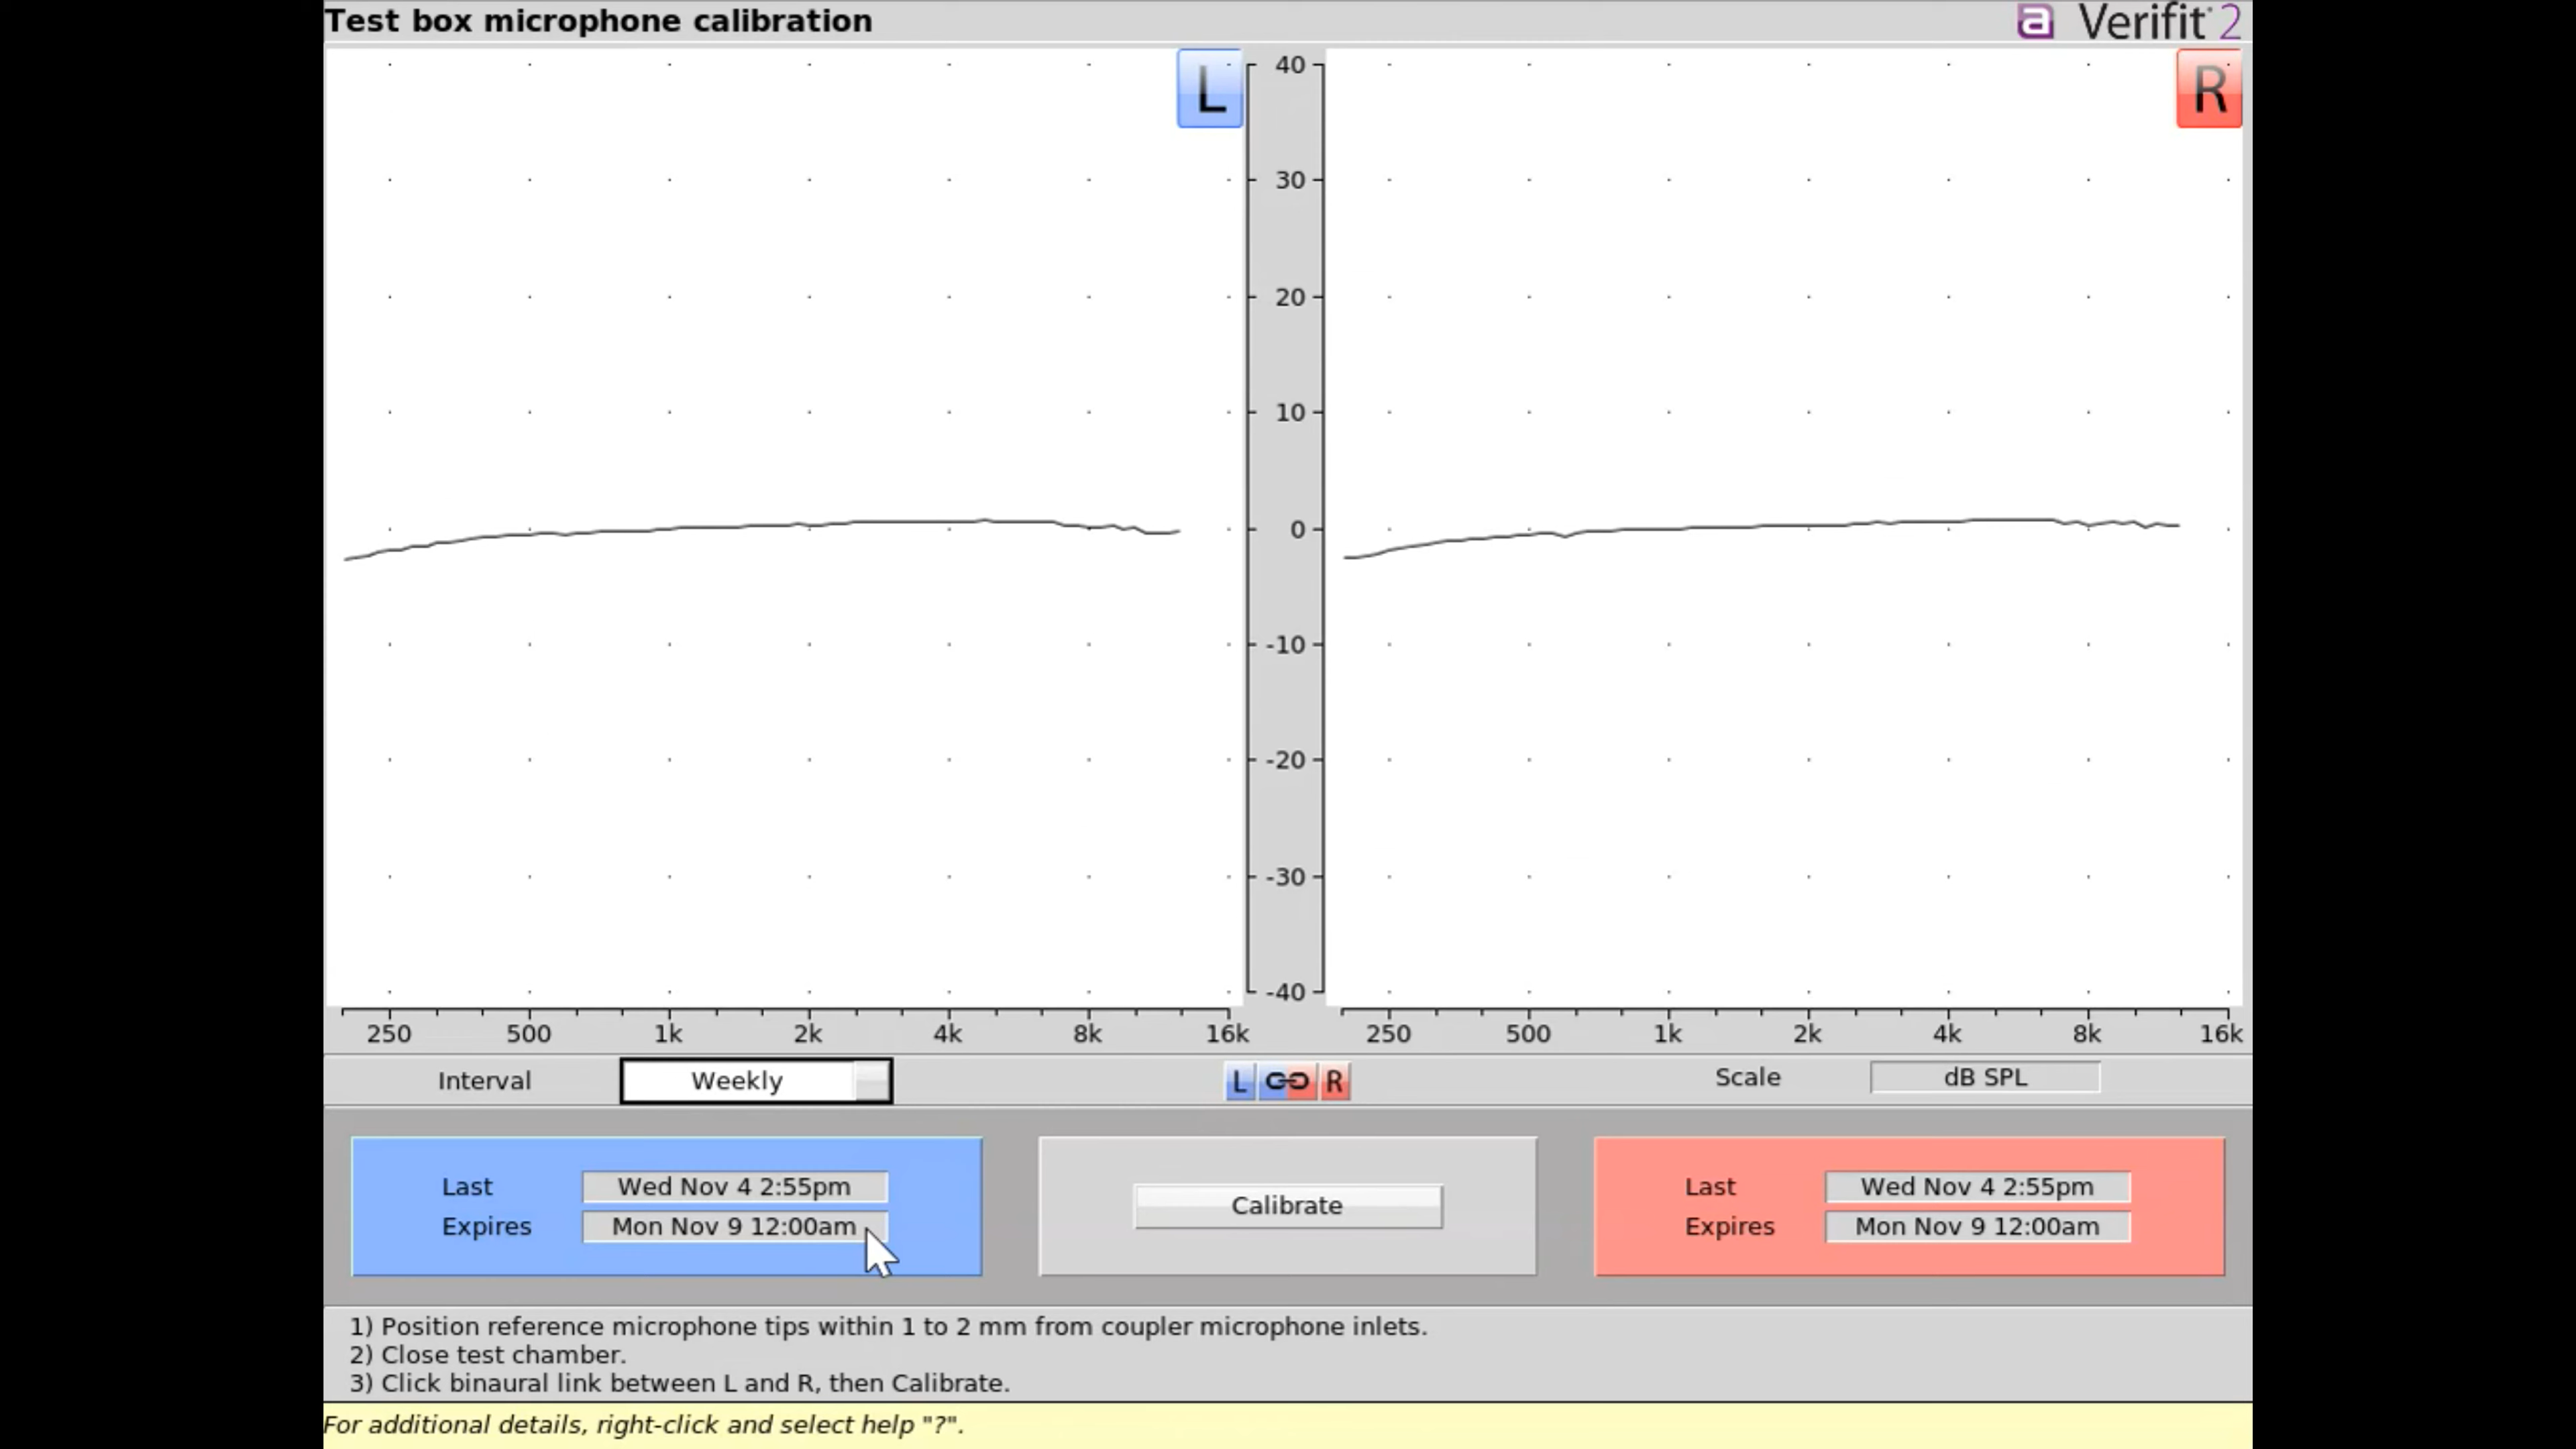 Test box microphone calibration
a Verifit 2
L
R
40
30
20
10
0
-10
-20
-30
-40
250 500 1k 2k 4k 8k 16k
250 500 1k 2k 4k 8k 16k
Interval Weekly
L R
Scale dB SPL
Last Wed Nov 4 2:55pm
Expires Mon Nov 9 12:00am
Calibrate
Last Wed Nov 4 2:55pm
Expires Mon Nov 9 12:00am
1) Position reference microphone tips within 1 to 2 mm from coupler microphone inlets.
2) Close test chamber.
3) Click binaural link between L and R, then Calibrate.
For additional details, right-click and select help "?".